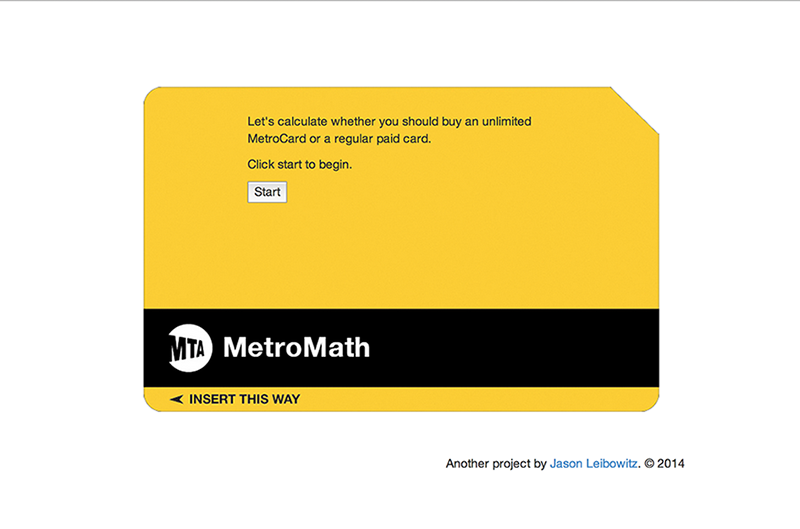 Let's calculate whether you should buy an unlimited
MetroCard or a regular paid card.
Click start to begin.
Start
MTA MetroMath
INSERT THIS WAY
Another project by Jason Leibowitz. © 2014